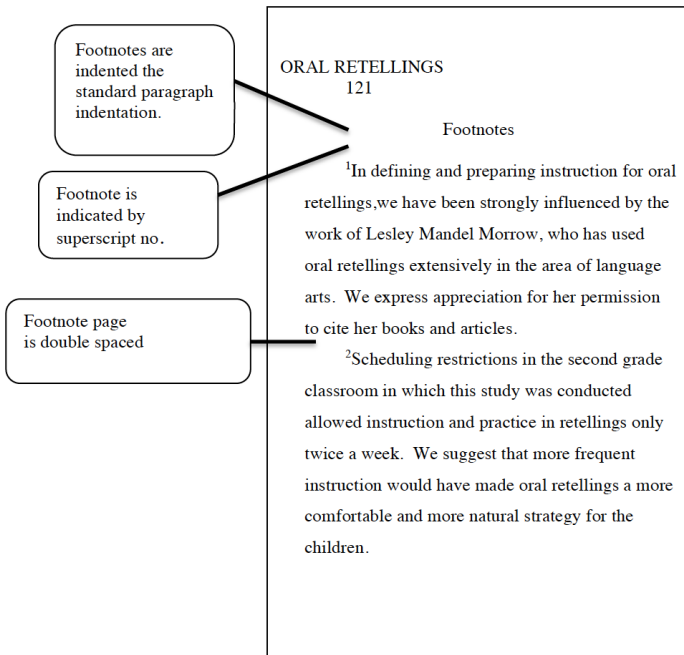 Footnotes are
indented the
standard paragraph
indentation.
Footnote is
indicated by
superscript no.
Footnote page
is double spaced
ORAL RETELLINGS
121
Footnotes
¹In defining and preparing instruction for oral
retellings,we have been strongly influenced by the
work of Lesley Mandel Morrow, who has used
oral retellings extensively in the area of language
arts.  We express appreciation for her permission
to cite her books and articles.
²Scheduling restrictions in the second grade
classroom in which this study was conducted
allowed instruction and practice in retellings only
twice a week.  We suggest that more frequent
instruction would have made oral retellings a more
comfortable and more natural strategy for the
children.